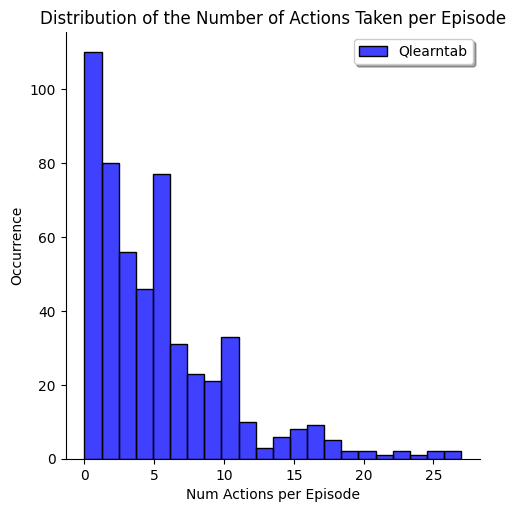 Distribution of the Number of Actions Taken per Episode
Qlearntab
100
80
60
40
20
0
Occurrence
0 5 10 15 20 25
Num Actions per Episode